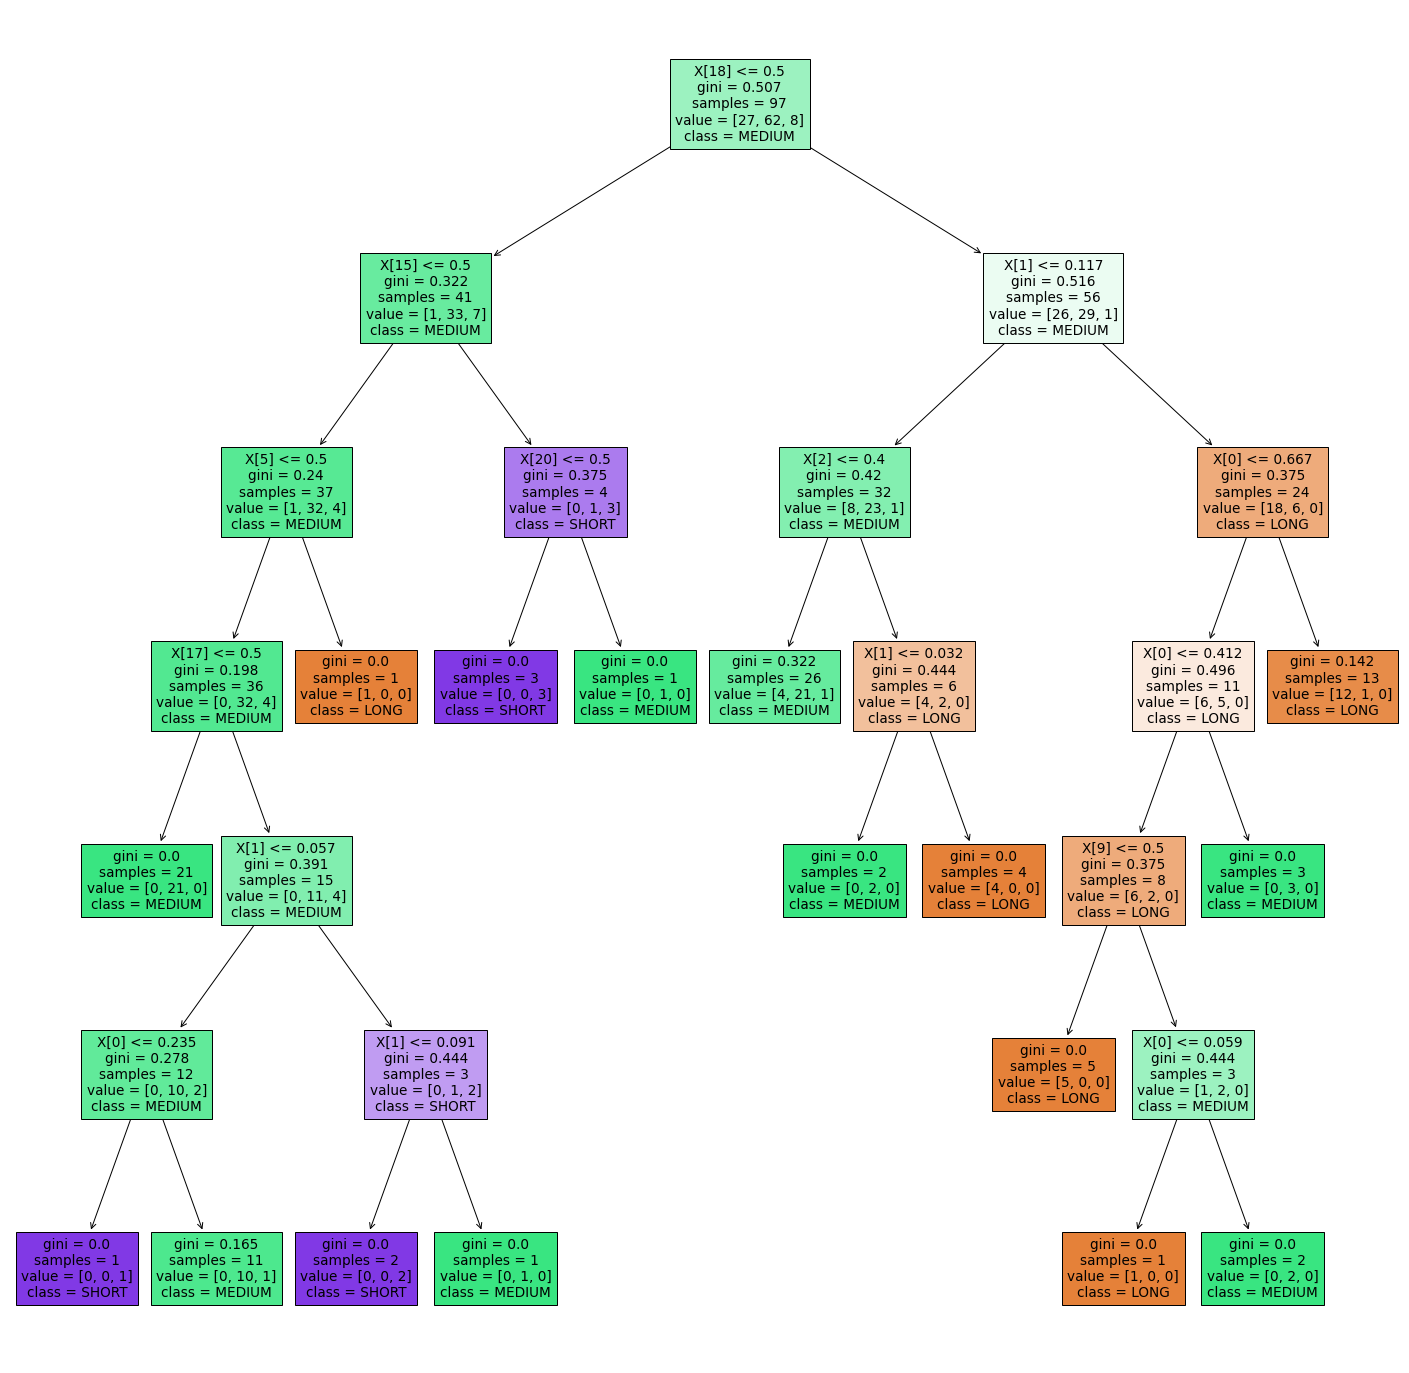 X[18] <= 0.5
gini = 0.507
samples = 97
value = [27, 62, 8]
class = MEDIUM
X[15] <= 0.5
gini = 0.322
samples = 41
value = [1, 33, 7]
class = MEDIUM
X[1] <= 0.117
gini = 0.516
samples = 56
value = [26, 29, 1]
class = MEDIUM
X[5] <= 0.5
gini = 0.24
samples = 37
value = [1, 32, 4]
class = MEDIUM
X[20] <= 0.5
gini = 0.375
samples = 4
value = [0, 1, 3]
class = SHORT
X[2] <= 0.4
gini = 0.42
samples = 32
value = [8, 23, 1]
class = MEDIUM
X[0] <= 0.667
gini = 0.375
samples = 24
value = [18, 6, 0]
class = LONG
X[17] <= 0.5
gini = 0.198
samples = 36
value = [0, 32, 4]
class = MEDIUM
gini = 0.0
samples = 1
value = [1, 0, 0]
class = LONG
gini = 0.0
samples = 3
value = [0, 0, 3]
class = SHORT
gini = 0.0
samples = 1
value = [0, 1, 0]
class = MEDIUM
gini = 0.322
samples = 26
value = [4, 21, 1]
class = MEDIUM
X[1] <= 0.032
gini = 0.444
samples = 6
value = [4, 2, 0]
class = LONG
X[0] <= 0.412
gini = 0.496
samples = 11
value = [6, 5, 0]
class = LONG
gini = 0.142
samples = 13
value = [12, 1, 0]
class = LONG
gini = 0.0
samples = 21
value = [0, 21, 0]
class = MEDIUM
X[1] <= 0.057
gini = 0.391
samples = 15
value = [0, 11, 4]
class = MEDIUM
gini = 0.0
samples = 2
value = [0, 2, 0]
class = MEDIUM
gini = 0.0
samples = 4
value = [4, 0, 0]
class = LONG
X[9] <= 0.5
gini = 0.375
samples = 8
value = [6, 2, 0]
class = LONG
gini = 0.0
samples = 3
value = [0, 3, 0]
class = MEDIUM
X[0] <= 0.235
gini = 0.278
samples = 12
value = [0, 10, 2]
class = MEDIUM
X[1] <= 0.091
gini = 0.444
samples = 3
value = [0, 1, 2]
class = SHORT
gini = 0.0
samples = 5
value = [5, 0, 0]
class = LONG
X[0] <= 0.059
gini = 0.444
samples = 3
value = [1, 2, 0]
class = MEDIUM
gini = 0.0
samples = 1
value = [0, 0, 1]
class = SHORT
gini = 0.165
samples = 11
value = [0, 10, 1]
class = MEDIUM
gini = 0.0
samples = 2
value = [0, 0, 2]
class = SHORT
gini = 0.0
samples = 1
value = [0, 1, 0]
class = MEDIUM
gini = 0.0
samples = 1
value = [1, 0, 0]
class = LONG
gini = 0.0
samples = 2
value = [0, 2, 0]
class = MEDIUM